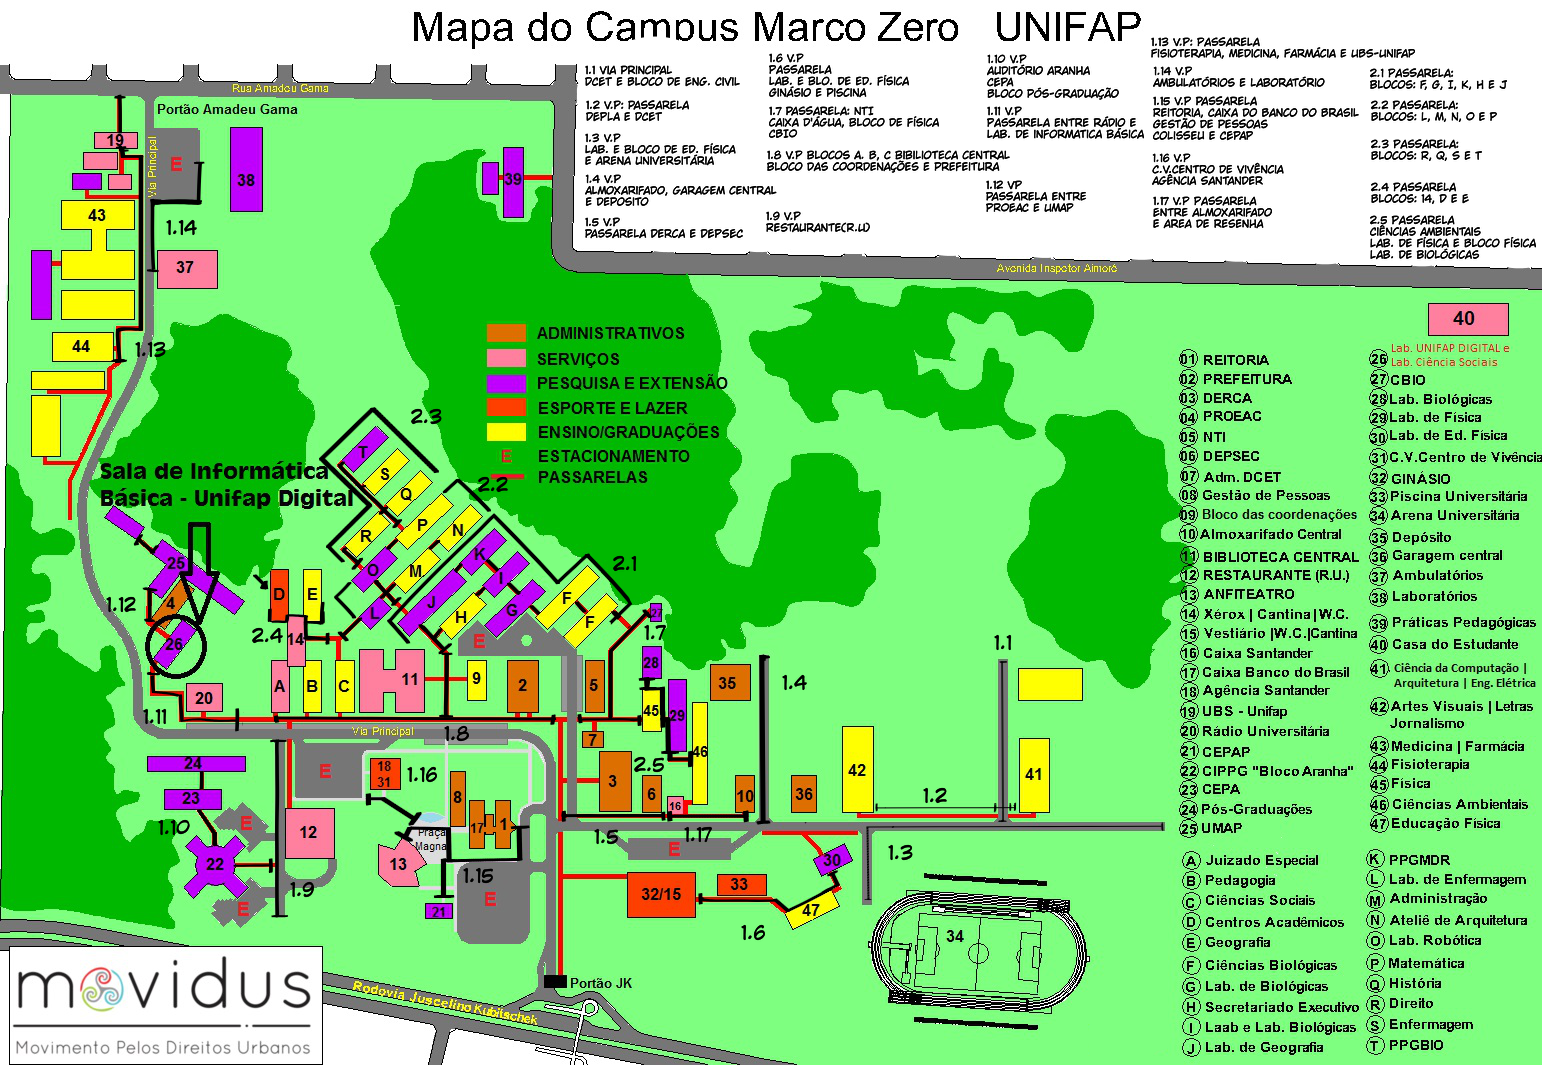 Mapa do Campus Marco Zero UNIFAP
1.1 VIA PRINCIPAL
DCET E BLOCO DE ENG. CIVIL
1.2 V.P: PASSARELA
DEPLA E DCET
1.3 V.P
LAB. E BLOCO DE ED. FÍSICA
E ARENA UNIVERSITÁRIA
1.4 V.P
ALMOXARIFADO, GARAGEM CENTRAL
E DEPOSITO
1.5 V.P
PASSARELA DERCA E DEPSEC
1.6 V.P
PASSARELA
LAB. E BLO. DE ED. FÍSICA
GINÁSIO E PISCINA
1.7 PASSARELA: NTI
CAIXA D'ÁGUA, BLOCO DE FÍSICA
CBIO
1.8 V.P BLOCOS A. B, C BIBILIOTECA CENTRAL
BLOCO DAS COORDENAÇÕES E PREFEITURA
1.9 V.P
RESTAURANTE(R.U)
1.10 V.P
AUDITÓRIO ARANHA
CEPA
BLOCO PÓS-GRADUAÇÃO
1.11 V.P
PASSARELA ENTRE RADIO E
LAB. DE INFORMATICA BÁSICA
1.12 VP
PASSARELA ENTRE
PROEAC E UMAP
1.13 V.P: PASSARELA
FISIOTERAPIA, MEDICINA, FARMÁCIA E UBS-UNIFAP
1.14 V.P
AMBULATÓRIOS E LABORATÓRIO
1.15 V.P PASSARELA
REITORIA, CAIXA DO BANCO DO BRASIL
GESTÃO DE PESSOAS
COLISSEU E CEPAP
1.16 V.P
C.V.CENTRO DE VIVÊNCIA
AGÊNCIA SANTANDER
1.17 V.P PASSARELA
ENTRE ALMOXARIFADO
E AREA DE RESENHA
2.1 PASSARELA:
BLOCOS: F, G, I, K, H E J
2.2 PASSARELA:
BLOCOS: L, M, N, O E P
2.3 PASSARELA:
BLOCOS: R, Q, S E T
2.4 PASSARELA
BLOCOS: 14, D E E
2.5 PASSARELA
CIÊNCIAS AMBIENTAIS
LAB. DE FÍSICA E BLOCO FÍSICA
LAB. DE BIOLÓGICAS
Rua Amadeu Gama
Portão Amadeu Gama
Via Principal
Avenida Inspetor Aimoré
19
E
38
39
43
1.14
37
44
1.13
ADMINISTRATIVOS
SERVIÇOS
PESQUISA E EXTENSÃO
ESPORTE E LAZER
ENSINO/GRADUAÇÕES
E ESTACIONAMENTO
PASSARELAS
40
Sala de Informática
Básica - Unifap Digital
2.3
T
S
Q
R
P
2.2
N
O
M
K
I
2.1
L
J
H
G
F
F
E
27
1.7
25
1.12
4
26
D
E
2.4
14
20
A
B
C
11
9
2
5
28
29
45
46
35
1.4
1.1
1.11
Via Principal
1.8
7
24
23
1.10
E
E
18
31
1.16
8
17
1
3
2.5
6
16
10
36
42
41
1.2
12
Praça
Magna
13
22
1.9
E
1.15
E
21
1.5
1.17
E
1.3
30
32/15
33
47
1.6
34
Portão JK
Rodovia Juscelino Kubitschek
movidus
Movimento Pelos Direitos Urbanos
01 REITORIA
02 PREFEITURA
03 DERCA
04 PROEAC
05 NTI
06 DEPSEC
07 Adm. DCET
08 Gestão de Pessoas
09 Bloco das coordenações
10 Almoxarifado Central
11 BIBLIOTECA CENTRAL
12 RESTAURANTE (R.U.)
13 ANFITEATRO
14 Xérox | Cantina|W.C.
15 Vestiário |W.C.|Cantina
16 Caixa Santander
17 Caixa Banco do Brasil
18 Agência Santander
19 UBS - Unifap
20 Rádio Universitária
21 CEPAP
22 CIPPG "Bloco Aranha"
23 CEPA
24 Pós-Graduações
25 UMAP
26 Lab. UNIFAP DIGITAL e
Lab. Ciência Sociais
27 CBIO
28 Lab. Biológicas
29 Lab. de Física
30 Lab. de Ed. Física
31 C.V.Centro de Vivência
32 GINÁSIO
33 Piscina Universitária
34 Arena Universitária
35 Depósito
36 Garagem central
37 Ambulatórios
38 Laboratórios
39 Práticas Pedagógicas
40 Casa do Estudante
41 Ciência da Computação |
Arquitetura | Eng. Elétrica
42 Artes Visuais | Letras
Jornalismo
43 Medicina | Farmácia
44 Fisioterapia
45 Física
46 Ciências Ambientais
47 Educação Física
A Juizado Especial
B Pedagogia
C Ciências Sociais
D Centros Acadêmicos
E Geografia
F Ciências Biológicas
G Lab. de Biológicas
H Secretariado Executivo
I Laab e Lab. Biológicas
J Lab. de Geografia
K PPGMDR
L Lab. de Enfermagem
M Administração
N Ateliê de Arquitetura
O Lab. Robótica
P Matemática
Q História
R Direito
S Enfermagem
T PPGBIO